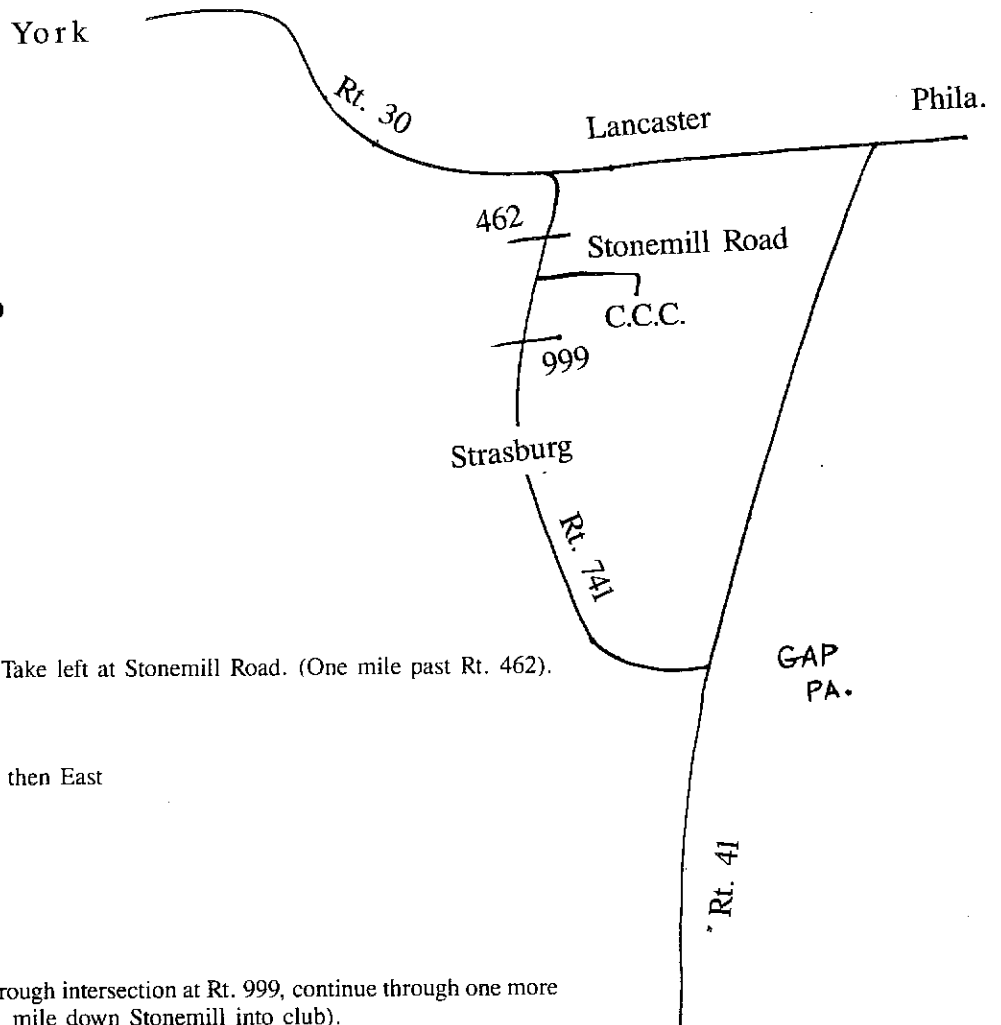 York
Rt. 30
Lancaster
Phila.
462
Stonemill Road
C.C.C.
999
Strasburg
Rt. 741
Take left at Stonemill Road. (One mile past Rt. 462).
GAP
PA.
then East
Rt. 41
rough intersection at Rt. 999, continue through one more
mile down Stonemill into club).